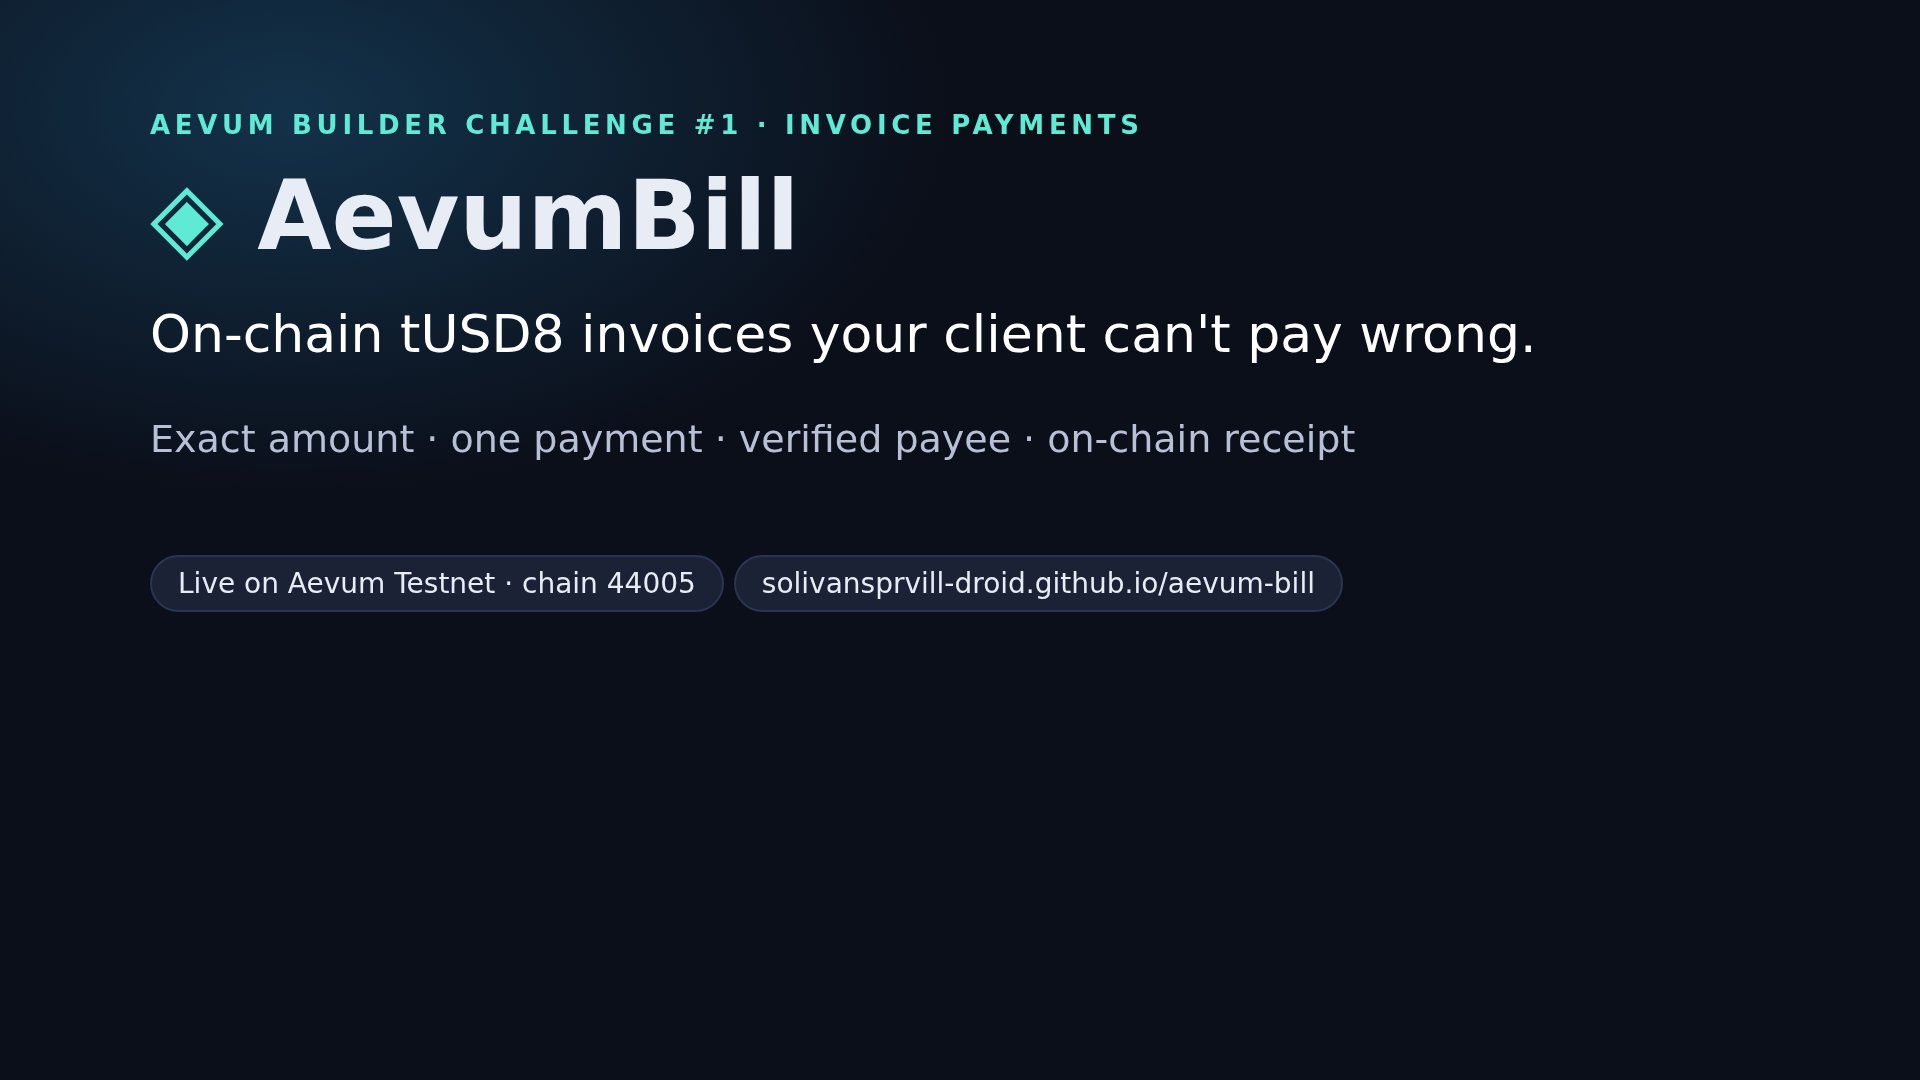 AEVUM BUILDER CHALLENGE #1 · INVOICE PAYMENTS
◈ AevumBill
On-chain tUSD8 invoices your client can't pay wrong.
Exact amount · one payment · verified payee · on-chain receipt
Live on Aevum Testnet · chain 44005
solivansprvill-droid.github.io/aevum-bill